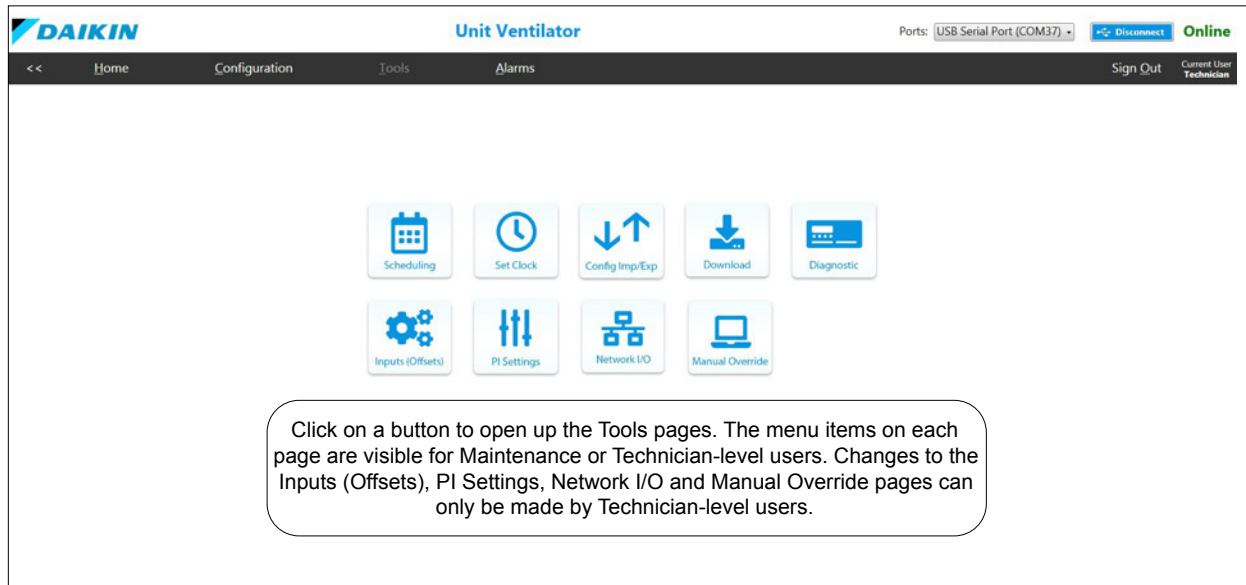 DAIKIN
Unit Ventilator
Ports: USB Serial Port (COM37)
Disconnect
Online
<< Home Configuration Tools Alarms
Sign Out
Current User
Technician
Scheduling
Set Clock
Config Imp/Exp
Download
Diagnostic
Inputs (Offsets)
PI Settings
Network I/O
Manual Override
Click on a button to open up the Tools pages. The menu items on each
page are visible for Maintenance or Technician-level users. Changes to the
Inputs (Offsets), PI Settings, Network I/O and Manual Override pages can
only be made by Technician-level users.